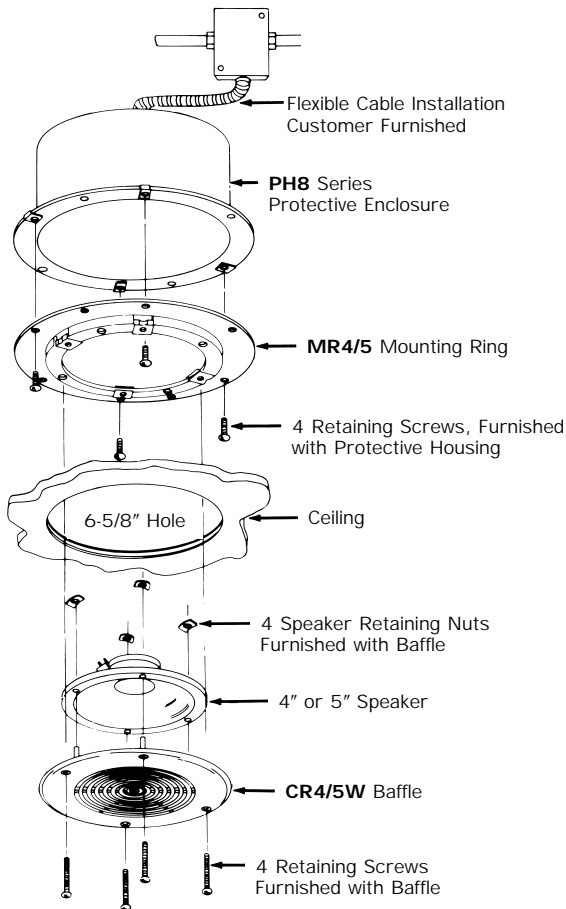 Flexible Cable Installation
Customer Furnished
PH8 Series
Protective Enclosure
MR4/5 Mounting Ring
4 Retaining Screws, Furnished
with Protective Housing
6-5/8" Hole
Ceiling
4 Speaker Retaining Nuts
Furnished with Baffle
4" or 5" Speaker
CR4/5W Baffle
4 Retaining Screws
Furnished with Baffle